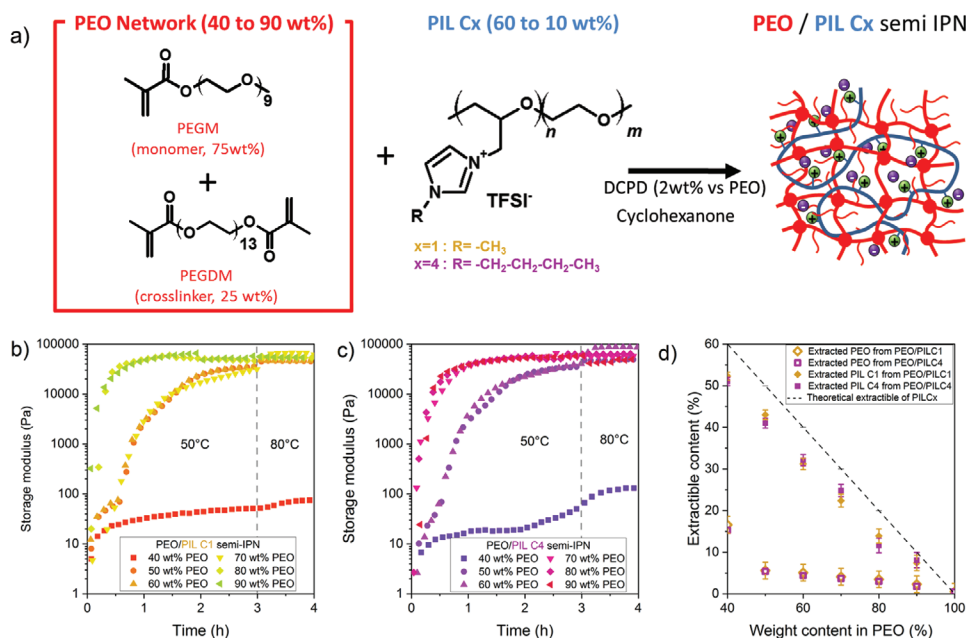 a)
PEO Network (40 to 90 wt%)
PIL Cx (60 to 10 wt%)
PEO / PIL Cx semi IPN
O
O
O
9
PEGM
(monomer, 75wt%)
+
O
O
O
13
O
O
PEGDM
(crosslinker, 25 wt%)
+
O
n
O
m
N+
N
R
TFSI-
x=1 : R= -CH3
x=4 : R= -CH2-CH2-CH2-CH3
DCPD (2wt% vs PEO)
Cyclohexanone
b)
Storage modulus (Pa)
100000
10000
1000
100
10
1
50°C
80°C
PEO/PIL C1 semi-IPN
40 wt% PEO
70 wt% PEO
50 wt% PEO
80 wt% PEO
60 wt% PEO
90 wt% PEO
0
1
2
3
4
Time (h)
c)
Storage modulus (Pa)
100000
10000
1000
100
10
1
50°C
80°C
PEO/PIL C4 semi-IPN
40 wt% PEO
70 wt% PEO
50 wt% PEO
80 wt% PEO
60 wt% PEO
90 wt% PEO
0
1
2
3
4
Time (h)
d)
Extractible content (%)
60
50
40
30
20
10
0
Extracted PEO from PEO/PILC1
Extracted PEO from PEO/PILC4
Extracted PIL C1 from PEO/PILC1
Extracted PIL C4 from PEO/PILC4
Theoretical extractible of PILCx
40
60
80
100
Weight content in PEO (%)